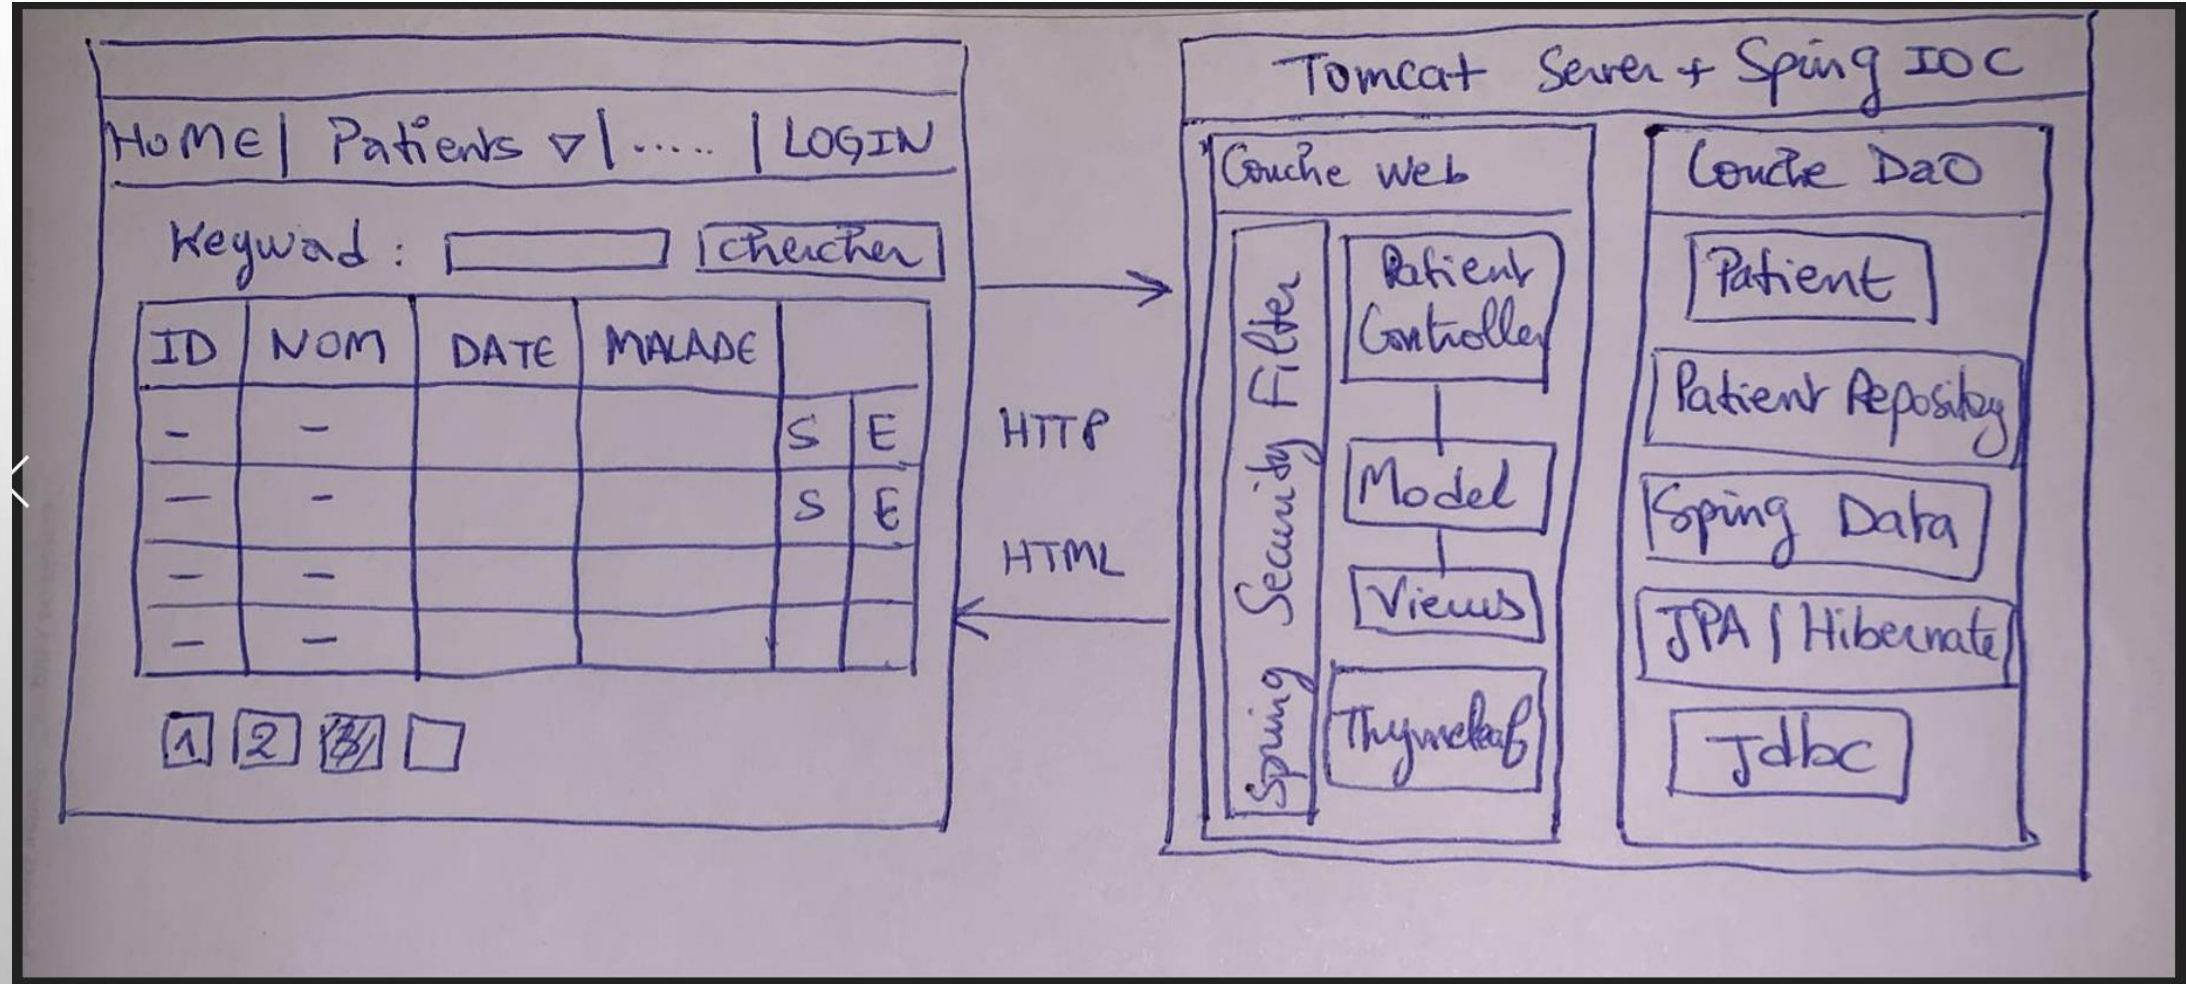 HOME | Patients ▽ | ..... | LOGIN
Keyword : chercher
ID NOM DATE MALADE
- - S E
- - S E
- -
- -
1 2 3
HTTP
HTML
Tomcat Server + Spring IOC
Couche Web
Spring Security Filter
Patient
Controller
Model
Views
Thymeleaf
Couche DaO
Patient
Patient Repository
Spring Data
JPA / Hibernate
Jdbc